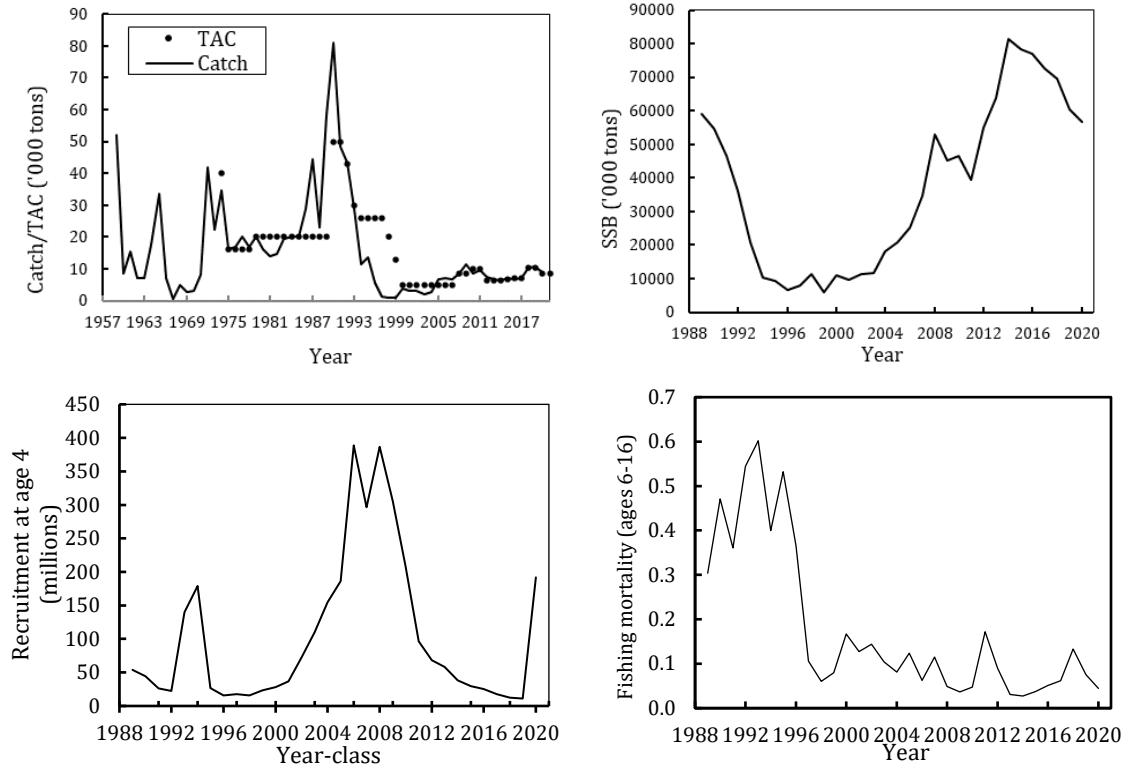 90
80
70
60
50
40
30
20
10
0
Catch/TAC ('000 tons)
TAC
Catch
1957 1963 1969 1975 1981 1987 1993 1999 2005 2011 2017
Year
90000
80000
70000
60000
50000
40000
30000
20000
10000
0
SSB ('000 tons)
1988 1992 1996 2000 2004 2008 2012 2016 2020
Year
450
400
350
300
250
200
150
100
50
0
Recruitment at age 4
(millions)
1988 1992 1996 2000 2004 2008 2012 2016 2020
Year-class
0.7
0.6
0.5
0.4
0.3
0.2
0.1
0.0
Fishing mortality (ages 6-16)
1988 1992 1996 2000 2004 2008 2012 2016 2020
Year